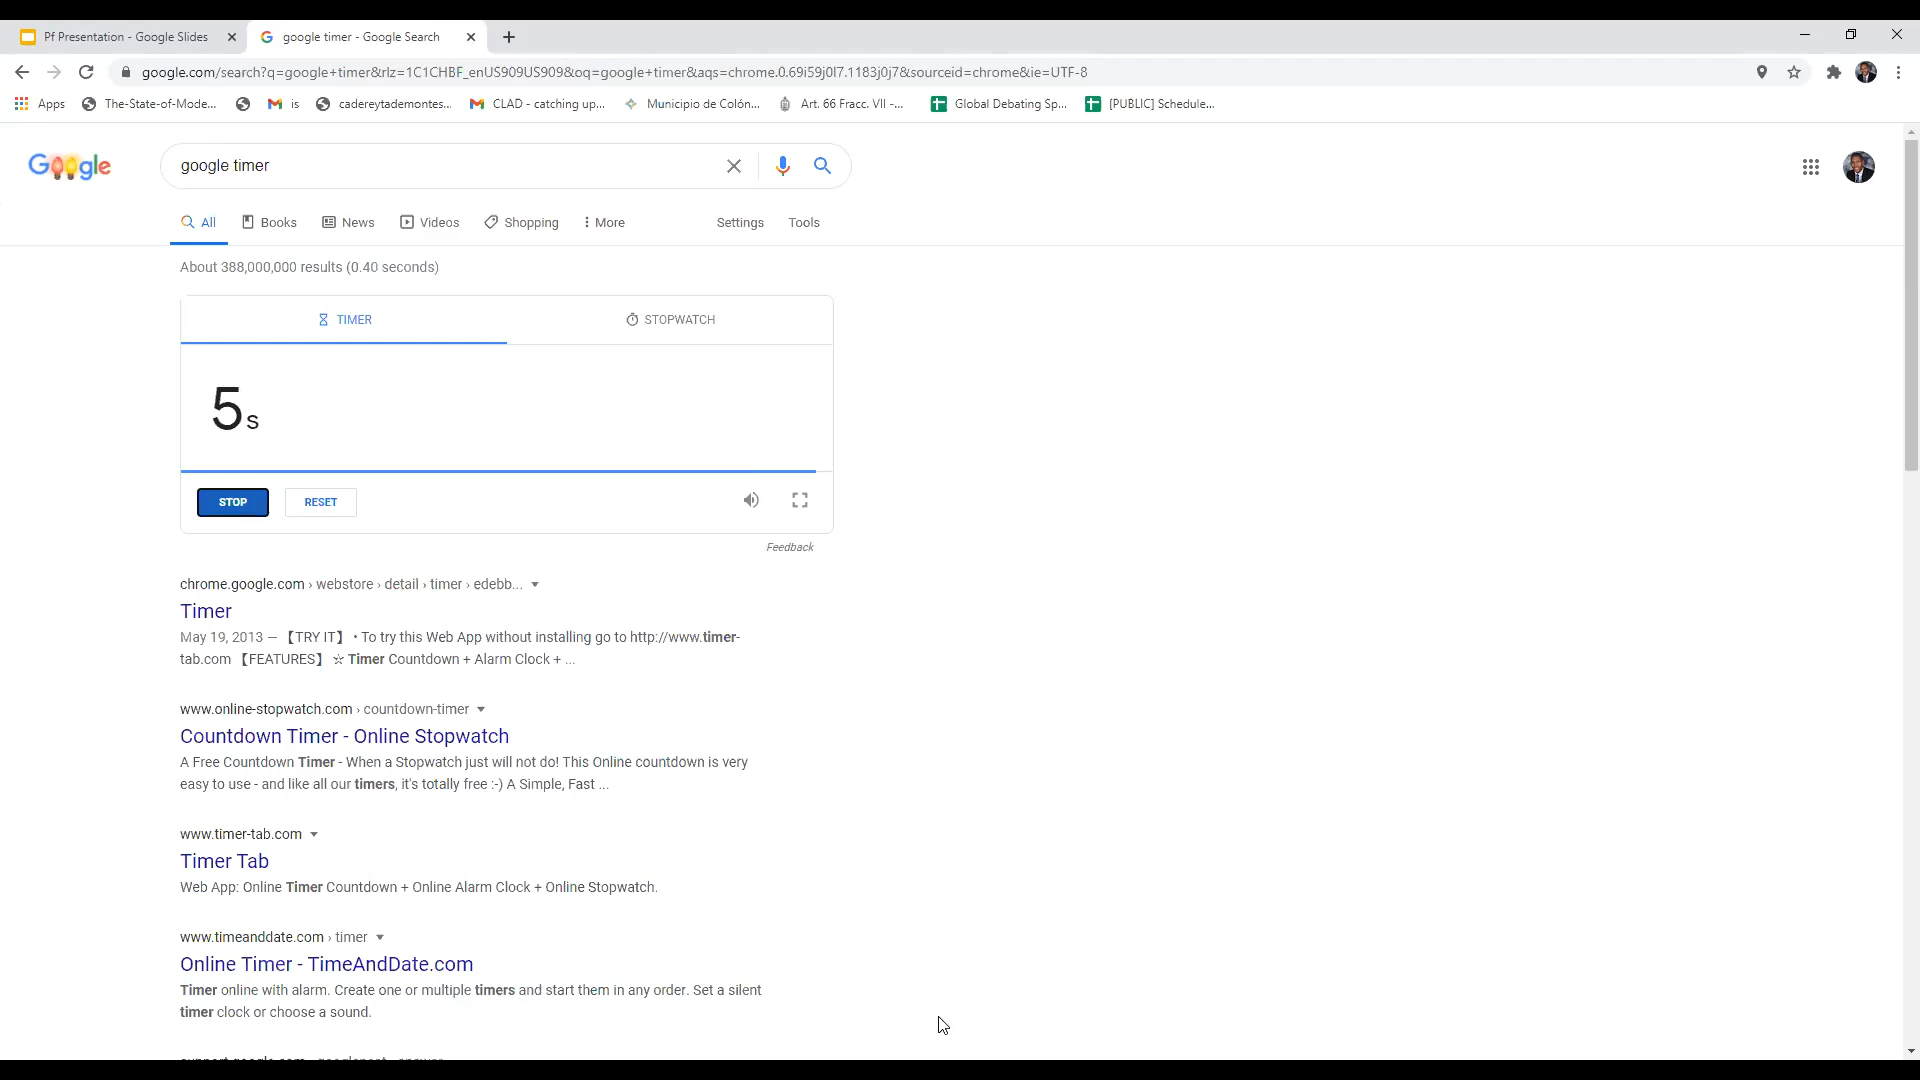 Pf Presentation - Google Slides
google timer - Google Search
google.com/search?q=google+timer&rlz=1C1CHBF_enUS909US909&oq=google+timer&aqs=chrome.0.69i59j0l7.1183j0j7&sourceid=chrome&ie=UTF-8
Apps The-State-of-Mode... is cadereytademontes... CLAD - catching up... Municipio de Colón... Art. 66 Fracc. VII -... Global Debating Sp... [PUBLIC] Schedule...
Google
google timer
All Books News Videos Shopping More Settings Tools
About 388,000,000 results (0.40 seconds)
TIMER STOPWATCH
5s
STOP RESET
Feedback
chrome.google.com › webstore › detail › timer › edebb...
Timer
May 19, 2013 — 【TRY IT】 • To try this Web App without installing go to http://www.timer-
tab.com 【FEATURES】 ☆ Timer Countdown + Alarm Clock + ...
www.online-stopwatch.com › countdown-timer
Countdown Timer - Online Stopwatch
A Free Countdown Timer - When a Stopwatch just will not do! This Online countdown is very
easy to use - and like all our timers, it's totally free :-) A Simple, Fast ...
www.timer-tab.com
Timer Tab
Web App: Online Timer Countdown + Online Alarm Clock + Online Stopwatch.
www.timeanddate.com › timer
Online Timer - TimeAndDate.com
Timer online with alarm. Create one or multiple timers and start them in any order. Set a silent
timer clock or choose a sound.